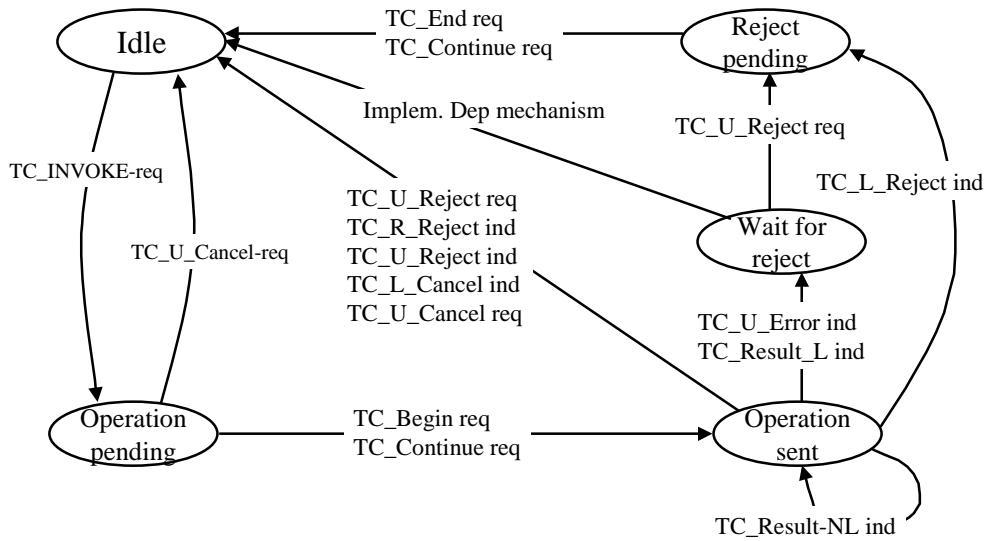 TC_End req
TC_Continue req
Idle
Reject
pending
Implem. Dep mechanism
TC_U_Reject req
TC_INVOKE-req
TC_L_Reject ind
TC_U_Reject req
TC_R_Reject ind
TC_U_Reject ind
TC_L_Cancel ind
TC_U_Cancel req
TC_U_Cancel-req
Wait for
reject
TC_U_Error ind
TC_Result_L ind
Operation
pending
TC_Begin req
TC_Continue req
Operation
sent
TC_Result-NL ind